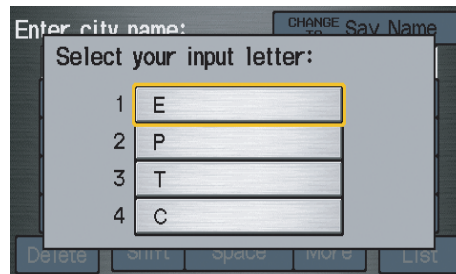 Enter city name:
CHANGE TO Say Name
Select your input letter:
1 E
2 P
3 T
4 C
Delete Shift Space More List